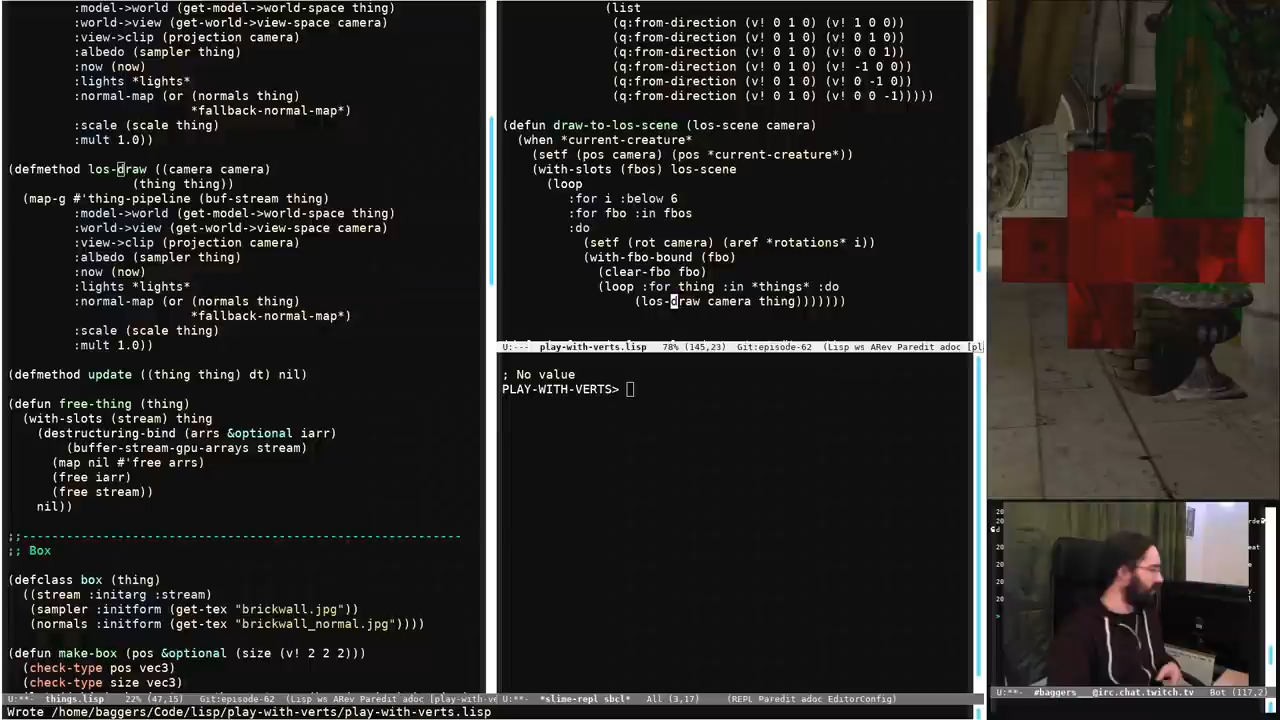 :model->world (get-model->world-space thing)
:world->view (get-world->view-space camera)
:view->clip (projection camera)
:albedo (sampler thing)
:now (now)
:lights *lights*
:normal-map (or (normals thing)
*fallback-normal-map*)
:scale (scale thing)
:mult 1.0))
(defmethod los-draw ((camera camera)
(thing thing))
(map-g #'thing-pipeline (buf-stream thing)
:model->world (get-model->world-space thing)
:world->view (get-world->view-space camera)
:view->clip (projection camera)
:albedo (sampler thing)
:now (now)
:lights *lights*
:normal-map (or (normals thing)
*fallback-normal-map*)
:scale (scale thing)
:mult 1.0))
(defmethod update ((thing thing) dt) nil)
(defun free-thing (thing)
(with-slots (stream) thing
(destructuring-bind (arrs &optional iarr)
(buffer-stream-gpu-arrays stream)
(map nil #'free arrs)
(free iarr)
(free stream))
nil))
;;------------------------------------------------------------
;; Box
(defclass box (thing)
((stream :initarg :stream)
(sampler :initform (get-tex "brickwall.jpg"))
(normals :initform (get-tex "brickwall_normal.jpg"))))
(defun make-box (pos &optional (size (v! 2 2 2)))
(check-type pos vec3)
(check-type size vec3)
U:**- things.lisp 22% (47,15) Git:episode-62 (Lisp ws ARev Paredit adoc [play-with-ve
Wrote /home/baggers/Code/lisp/play-with-verts/play-with-verts.lisp
(list
(q:from-direction (v! 0 1 0) (v! 1 0 0))
(q:from-direction (v! 0 1 0) (v! 0 1 0))
(q:from-direction (v! 0 1 0) (v! 0 0 1))
(q:from-direction (v! 0 1 0) (v! -1 0 0))
(q:from-direction (v! 0 1 0) (v! 0 -1 0))
(q:from-direction (v! 0 1 0) (v! 0 0 -1)))))
(defun draw-to-los-scene (los-scene camera)
(when *current-creature*
(setf (pos camera) (pos *current-creature*))
(with-slots (fbos) los-scene
(loop
:for i :below 6
:for fbo :in fbos
:do
(setf (rot camera) (aref *rotations* i))
(with-fbo-bound (fbo)
(clear-fbo fbo)
(loop :for thing :in *things* :do
(los-draw camera thing)))))))
U:--- play-with-verts.lisp 78% (145,23) Git:episode-62 (Lisp ws ARev Paredit adoc [pl
; No value
PLAY-WITH-VERTS>
U:**- *slime-repl sbcl* All (3,17) (REPL Paredit adoc EditorConfig)
U:**- #baggers __@irc.chat.twitch.tv Bot (117,2)